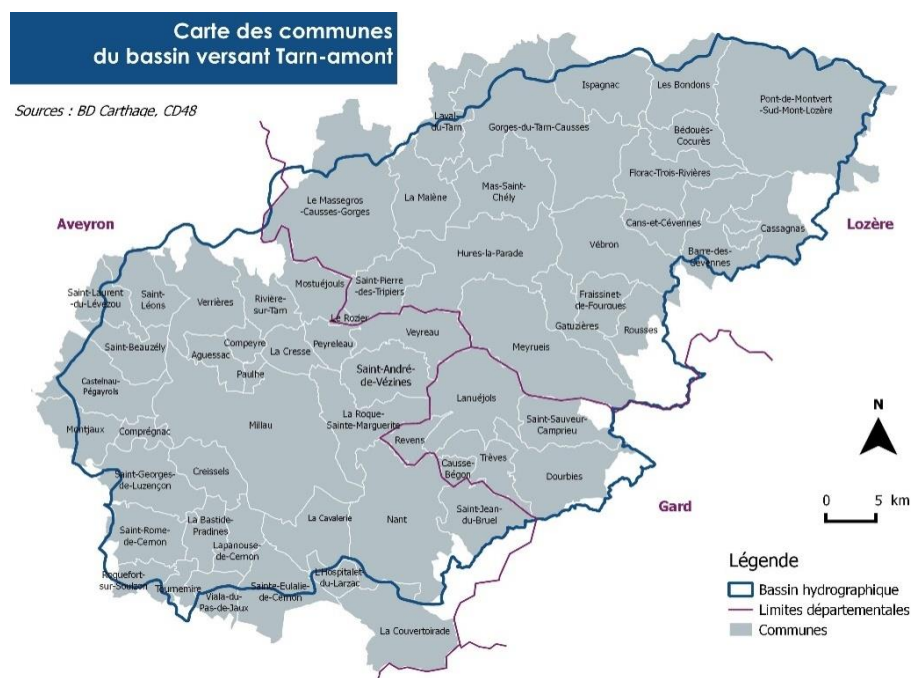 Carte des communes
du bassin versant Tarn-amont
Sources : BD Carthage, CD48
Ispagnac
Les Bondons
Pont-de-Montvert
-Sud-Mont-Lozère
Laval-
du-Tarn
Gorges-du-Tarn-Causses
Bédouès-
Cocurès
Florac-Trois-Rivières
Le Massegros
-Causses-Gorges
La Malène
Mas-Saint-
Chély
Aveyron
Lozère
Cans-et-Cévennes
Cassagnas
Vébron
Barre-des-
Cévennes
Hures-la-Parade
Saint-Laurent
-du-Lévézou
Saint-
Léons
Verrières
Rivière-
sur-Tarn
Mostuéjouls
Saint-Pierre
-des-Tripiers
Fraissinet-
de-Fourques
Le Rozier
Gatuzières
Rousses
Saint-Beauzély
Aguessac
Compeyre
La Cresse
Peyreleau
Veyreau
Meyrueis
Paulhe
Saint-André-
de-Vézines
Castelnau-
Pégayrols
Lanuéjols
Montjaux
Comprégnac
Millau
La Roque-
Sainte-Marguerite
Saint-Sauveur-
Camprieu
Revens
Trèves
Causse-
Bégon
Dourbies
Saint-Georges-
de-Luzençon
Creissels
N
0 5 km
Gard
Saint-Rome-
de-Cernon
La Bastide-
Pradines
La Cavalerie
Nant
Saint-Jean-
du-Bruel
Lapanouse-
de-Cernon
Roquefort-
sur-Soulzon
Tournemire
Viala-du-
Pas-de-Jaux
Sainte-Eulalie-
de-Cernon
L'Hospitalet-
du-Larzac
La Couvertoirade
Légende
Bassin hydrographique
Limites départementales
Communes